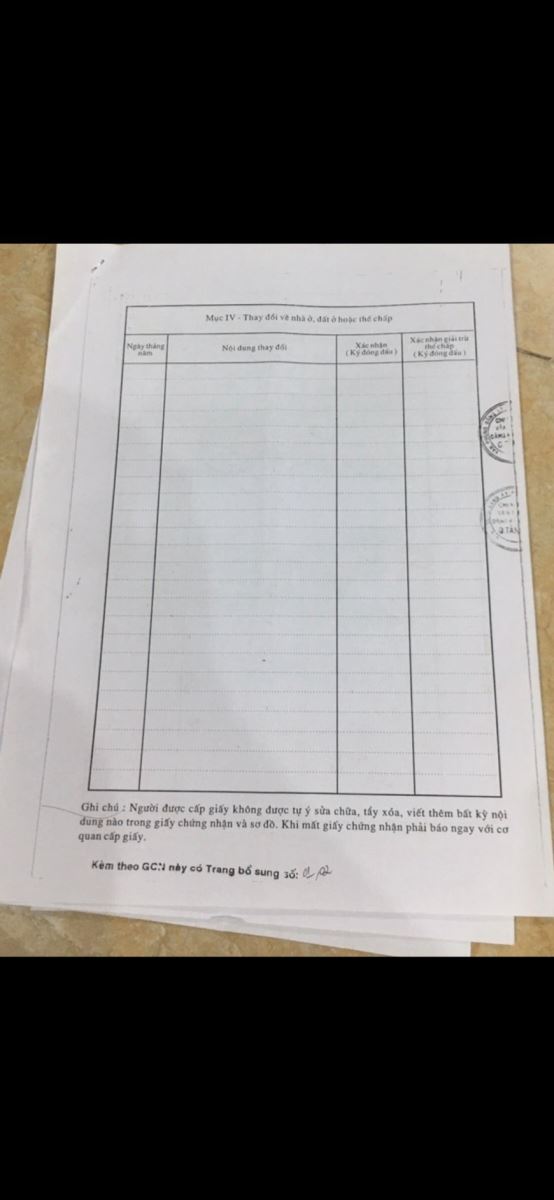 Mục IV - Thay đổi về nhà ở, đất ở hoặc thế chấp
Ngày tháng năm
Nội dung thay đổi
Xác nhận
( Ký đóng dấu )
Xác nhận giải trừ
thế chấp
( Ký đóng dấu )
Q TÂN
Ghi chú : Người được cấp giấy không được tự ý sửa chữa, tẩy xóa, viết thêm bất kỳ nội
dung nào trong giấy chứng nhận và sơ đồ. Khi mất giấy chứng nhận phải báo ngay với cơ
quan cấp giấy.
Kèm theo GCN này có Trang bổ sung số: 01,02